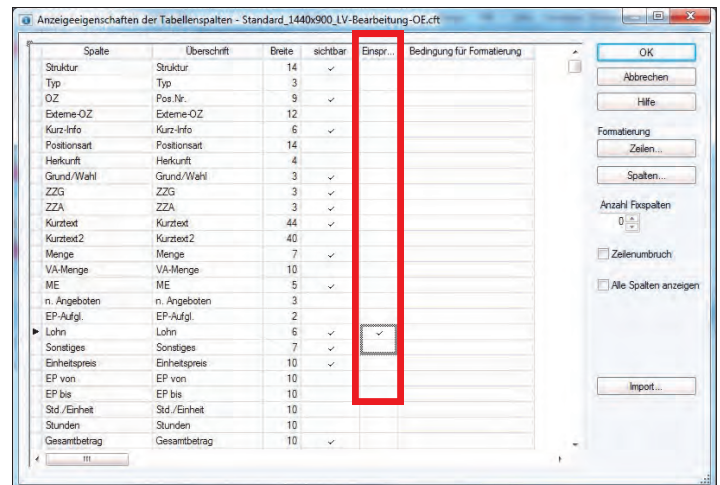 Anzeigeeigenschaften der Tabellenspalten - Standard_1440x900_LV-Bearbeitung-OE.cft
Spalte Überschrift Breite sichtbar Einspr... Bedingung für Formatierung
Struktur Struktur 14 ✓
Typ Typ 3
OZ Pos.Nr. 9 ✓
Externe-OZ Externe-OZ 12
Kurz-Info Kurz-Info 6 ✓
Positionsart Positionsart 14
Herkunft Herkunft 4
Grund/Wahl Grund/Wahl 3 ✓
ZZG ZZG 3 ✓
ZZA ZZA 3 ✓
Kurztext Kurztext 44 ✓
Kurztext2 Kurztext2 40
Menge Menge 7 ✓
VA-Menge VA-Menge 10
ME ME 5 ✓
n. Angeboten n. Angeboten 3
EP-Aufgl. EP-Aufgl. 2
Lohn Lohn 6 ✓ ✓
Sonstiges Sonstiges 7 ✓
Einheitspreis Einheitspreis 10 ✓
EP von EP von 10
EP bis EP bis 10
Std./Einheit Std./Einheit 10
Stunden Stunden 10
Gesamtbetrag Gesamtbetrag 10 ✓
OK
Abbrechen
Hilfe
Formatierung
Zeilen...
Spalten...
Anzahl Fixspalten
0
Zeilenumbruch
Alle Spalten anzeigen
Import...